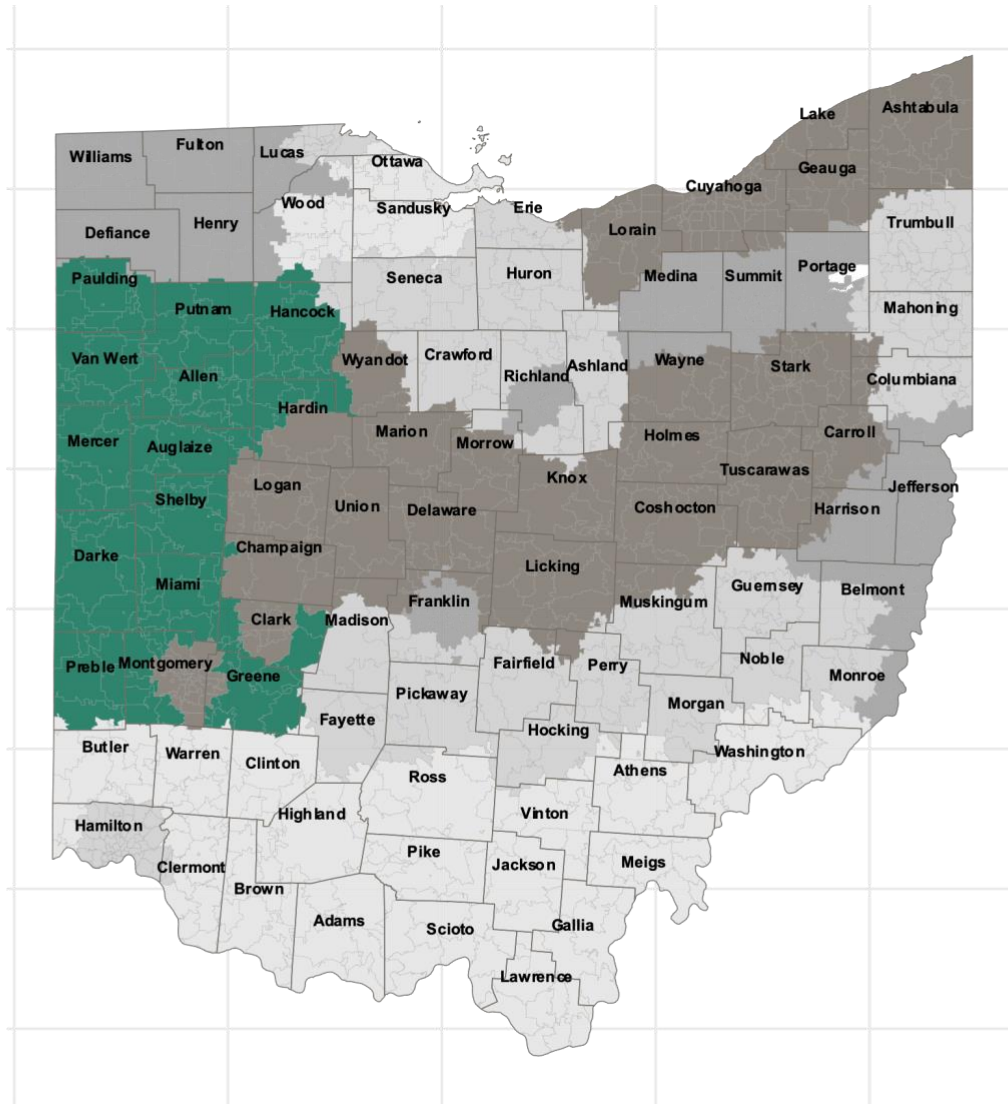 Lake
Ashtabula
Williams
Fulton
Lucas
Ottawa
Geauga
Cuyahoga
Wood
Sandusky
Erie
Defiance
Henry
Lorain
Trumbull
Paulding
Seneca
Huron
Medina
Summit
Portage
Putnam
Hancock
Mahoning
Van Wert
Allen
Wyandot
Crawford
Richland
Ashland
Wayne
Stark
Columbiana
Hardin
Mercer
Auglaize
Marion
Morrow
Holmes
Carroll
Knox
Tuscarawas
Logan
Shelby
Union
Delaware
Coshocton
Harrison
Jefferson
Darke
Champaign
Licking
Miami
Franklin
Muskingum
Guernsey
Belmont
Clark
Madison
Preble
Montgomery
Greene
Fairfield
Perry
Noble
Monroe
Pickaway
Morgan
Fayette
Hocking
Butler
Warren
Clinton
Washington
Ross
Athens
Hamilton
Highland
Vinton
Clermont
Pike
Jackson
Meigs
Brown
Adams
Scioto
Gallia
Lawrence